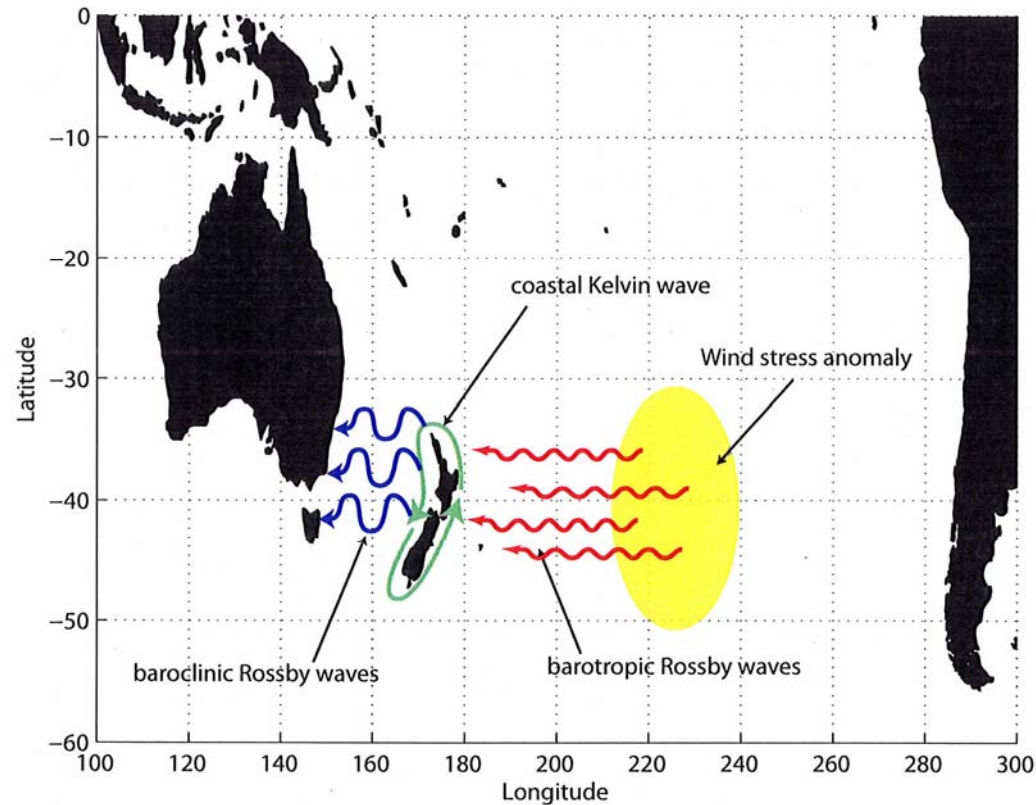 0
−10
−20
−30
−40
−50
−60
Latitude
coastal Kelvin wave
Wind stress anomaly
baroclinic Rossby waves
barotropic Rossby waves
100 120 140 160 180 200 220 240 260 280 300
Longitude